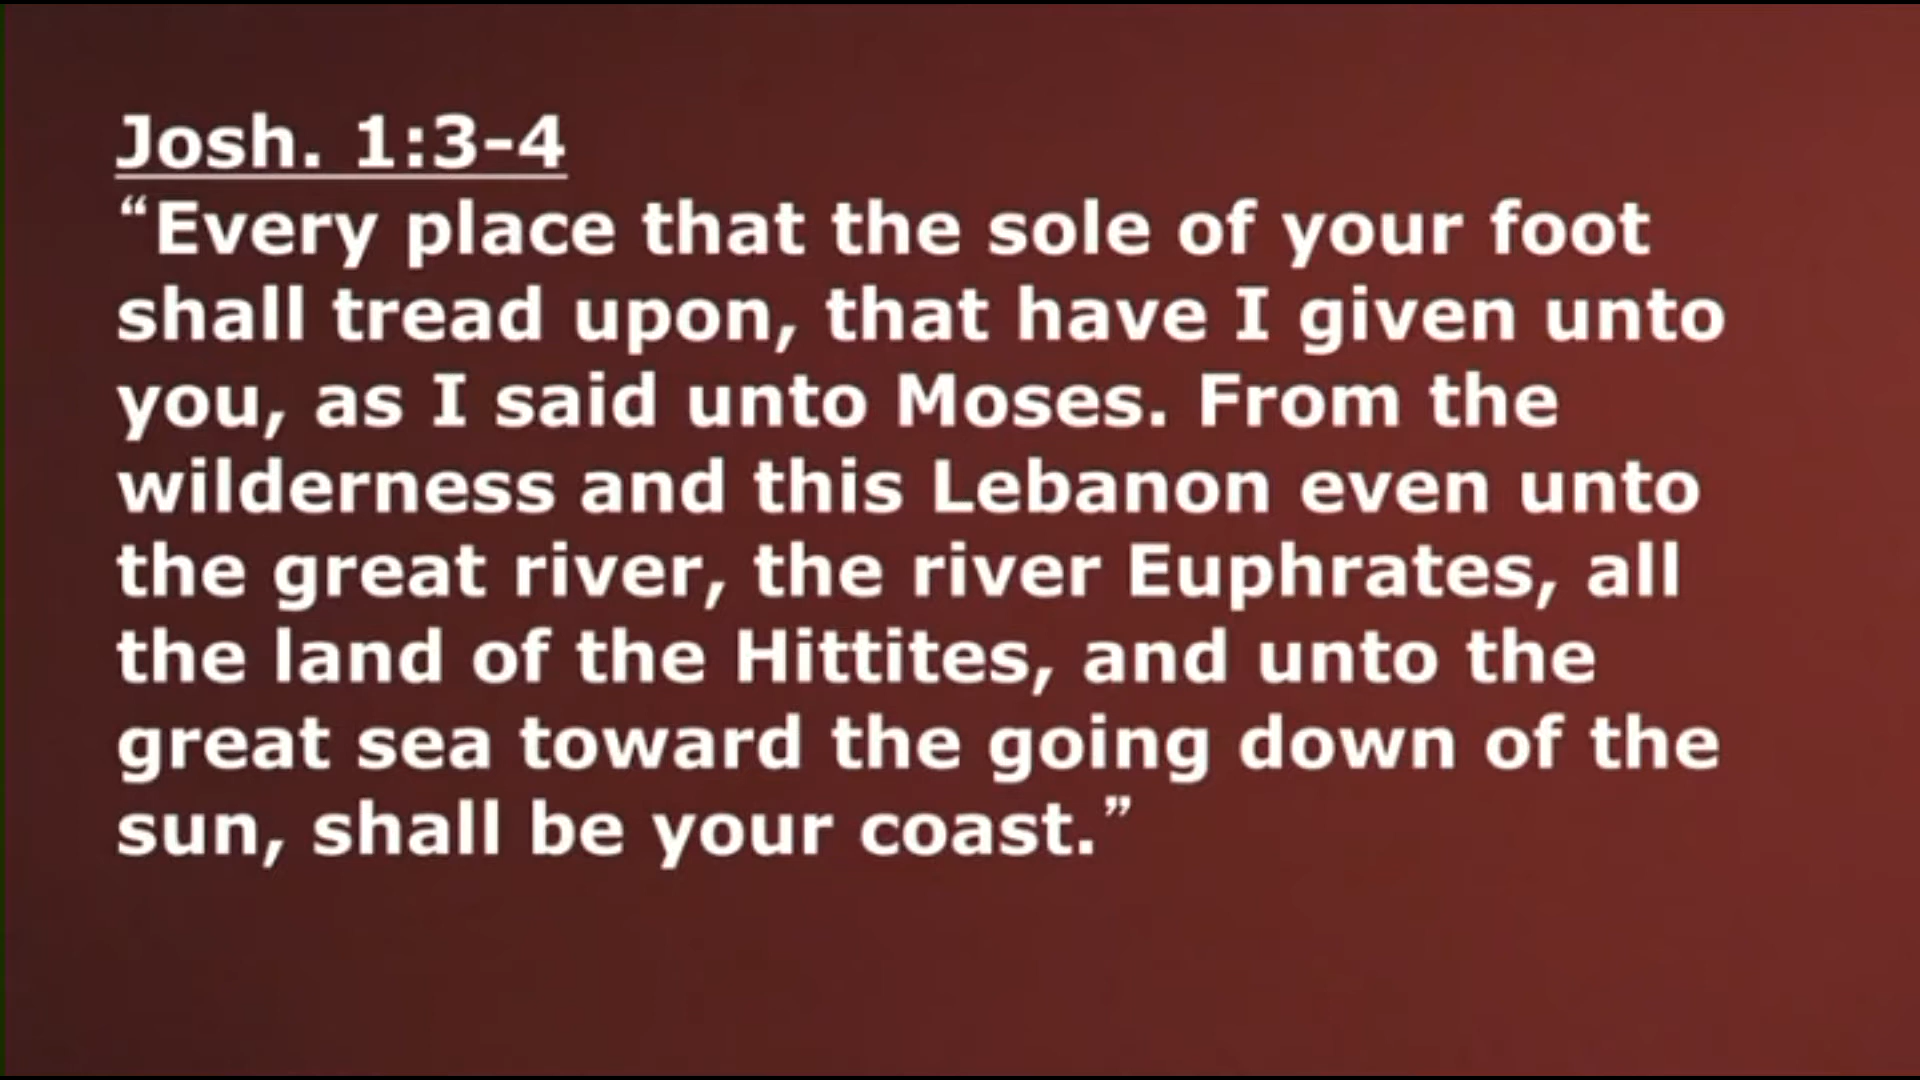 Josh. 1:3-4
“Every place that the sole of your foot
shall tread upon, that have I given unto
you, as I said unto Moses. From the
wilderness and this Lebanon even unto
the great river, the river Euphrates, all
the land of the Hittites, and unto the
great sea toward the going down of the
sun, shall be your coast.”